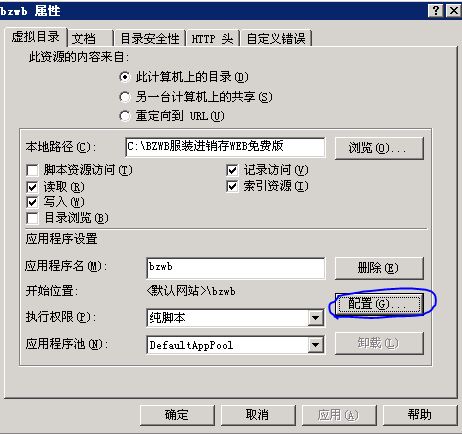 bzwb 属性
虚拟目录 文档 目录安全性 HTTP 头 自定义错误
此资源的内容来自:
此计算机上的目录(D)
另一台计算机上的共享(S)
重定向到 URL(U)
本地路径(C): C:\BZWB服装进销存WEB免费版 浏览(O)...
脚本资源访问(T) 记录访问(V)
读取(R) 索引资源(I)
写入(W)
目录浏览(B)
应用程序设置
应用程序名(M): bzwb 删除(E)
开始位置: <默认网站>\bzwb 配置(G)...
执行权限(P): 纯脚本
应用程序池(N): DefaultAppPool 卸载(L)
确定 取消 应用(A) 帮助